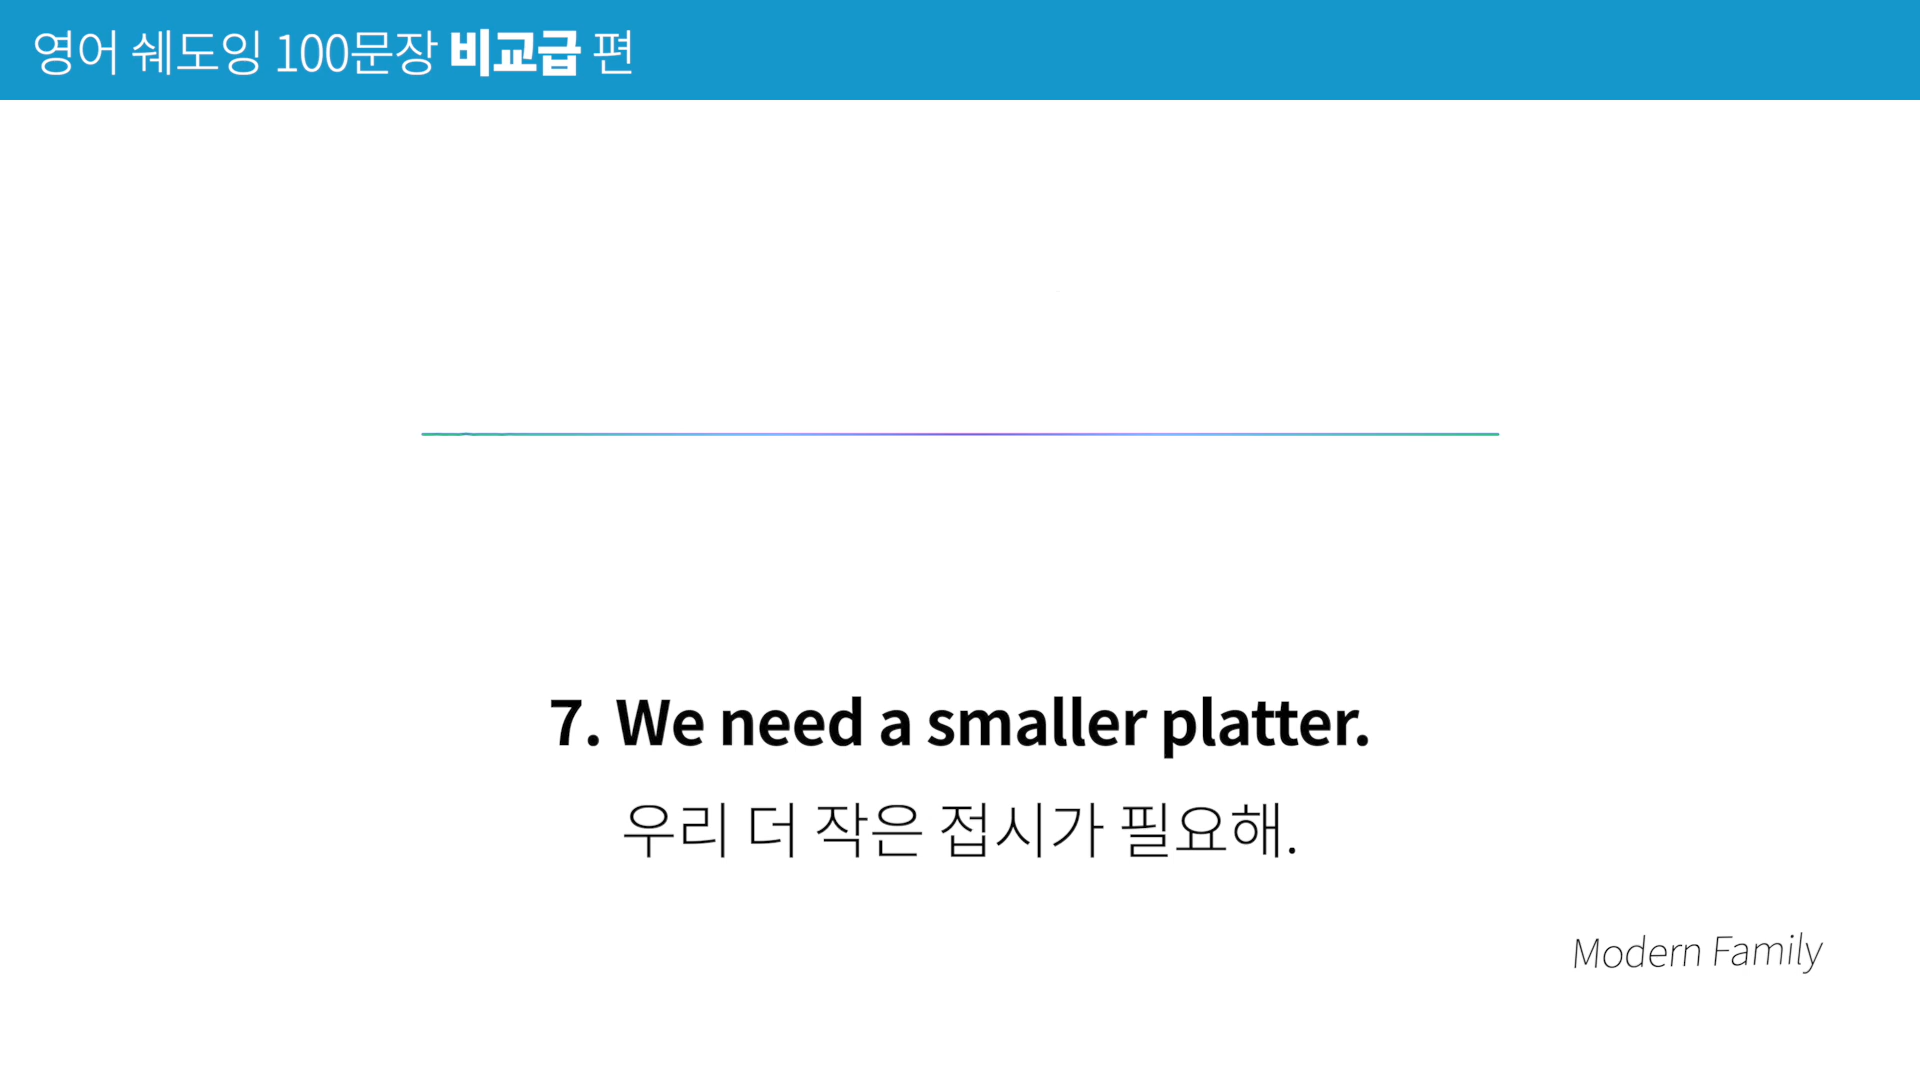 영어 쉐도잉 100문장 비교급 편
7. We need a smaller platter.
우리 더 작은 접시가 필요해.
Modern Family